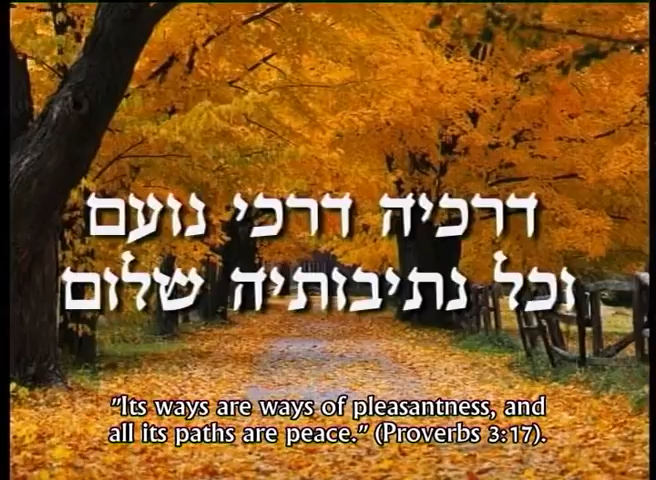 דרכיה דרכי נועם
וכל נתיבותיה שלום
"Its ways are ways of pleasantness, and
all its paths are peace." (Proverbs 3:17).